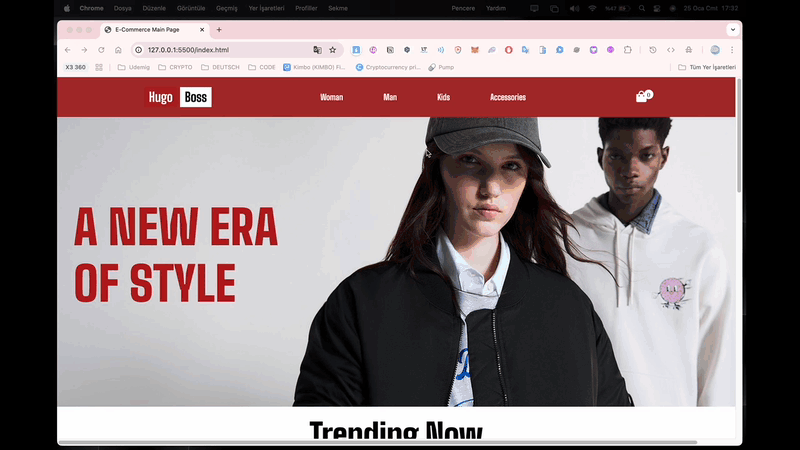 Chrome Dosya Düzenle Görüntüle Geçmiş Yer İşaretleri Profiller Sekme Pencere Yardım %47 25 Oca Cmt 17:33
E-Commerce Main Page
127.0.0.1:5500/index.html
X3 360 Udemig CRYPTO DEUTSCH CODE Kimbo (KIMBO) Fi... Cryptocurrency pri... Pump Tüm Yer İşaretleri
Hugo Boss Woman Man Kids Accessories 0
A NEW ERA
OF STYLE
Trending Now